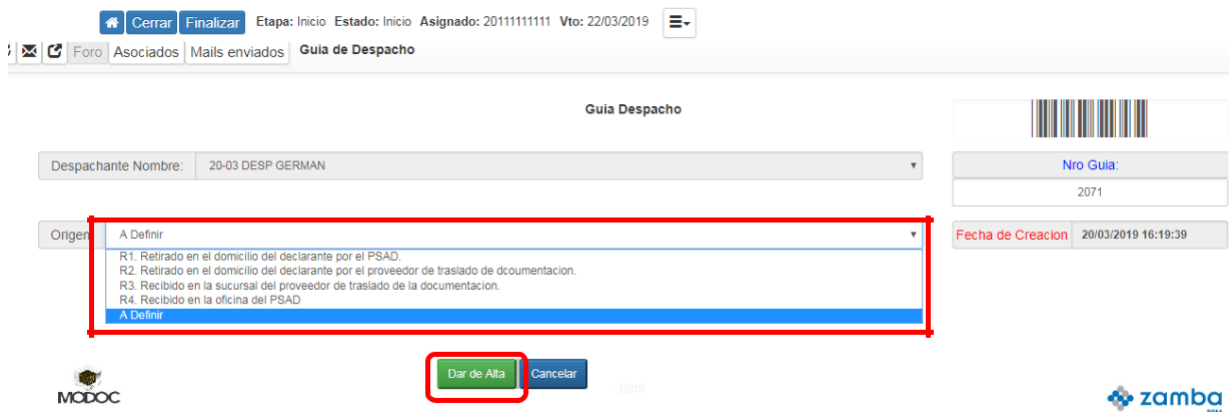 Cerrar Finalizar Etapa: Inicio Estado: Inicio Asignado: 20111111111 Vto: 22/03/2019
Foro Asociados Mails enviados Guia de Despacho
Guia Despacho
Despachante Nombre: 20-03 DESP GERMAN
Nro Guia:
2071
Origen A Definir
Fecha de Creacion 20/03/2019 16:19:39
R1. Retirado en el domicilio del declarante por el PSAD.
R2. Retirado en el domicilio del declarante por el proveedor de traslado de dcoumentacion.
R3. Recibido en la sucursal del proveedor de traslado de la documentacion.
R4. Recibido en la oficina del PSAD
A Definir
Dar de Alta Cancelar
MODOC
zamba